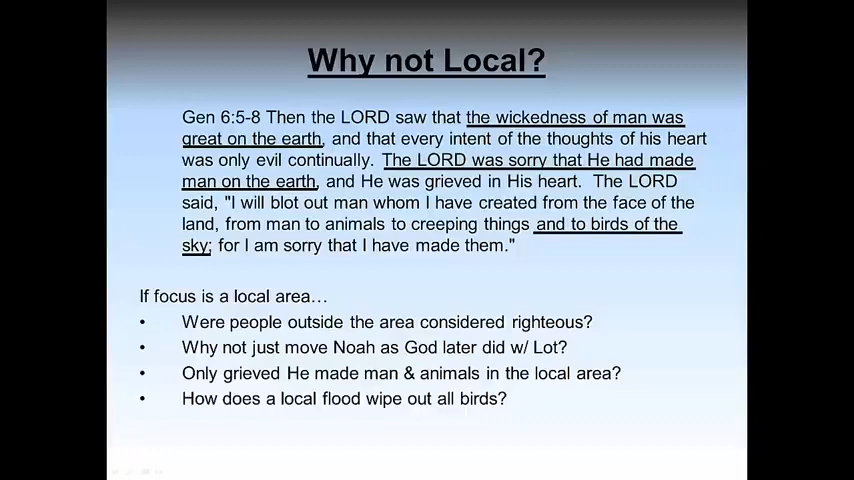 Why not Local?
Gen 6:5-8 Then the LORD saw that the wickedness of man was
great on the earth, and that every intent of the thoughts of his heart
was only evil continually. The LORD was sorry that He had made
man on the earth, and He was grieved in His heart. The LORD
said, "I will blot out man whom I have created from the face of the
land, from man to animals to creeping things and to birds of the
sky; for I am sorry that I have made them."
If focus is a local area…
• Were people outside the area considered righteous?
• Why not just move Noah as God later did w/ Lot?
• Only grieved He made man & animals in the local area?
• How does a local flood wipe out all birds?